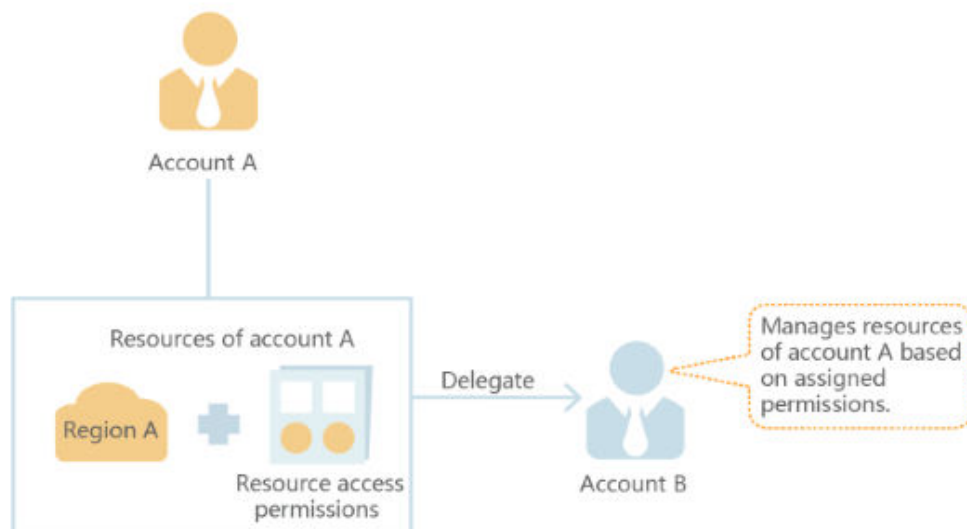 Account A
Resources of account A
Region A
Resource access
permissions
Delegate
Account B
Manages resources
of account A based
on assigned
permissions.